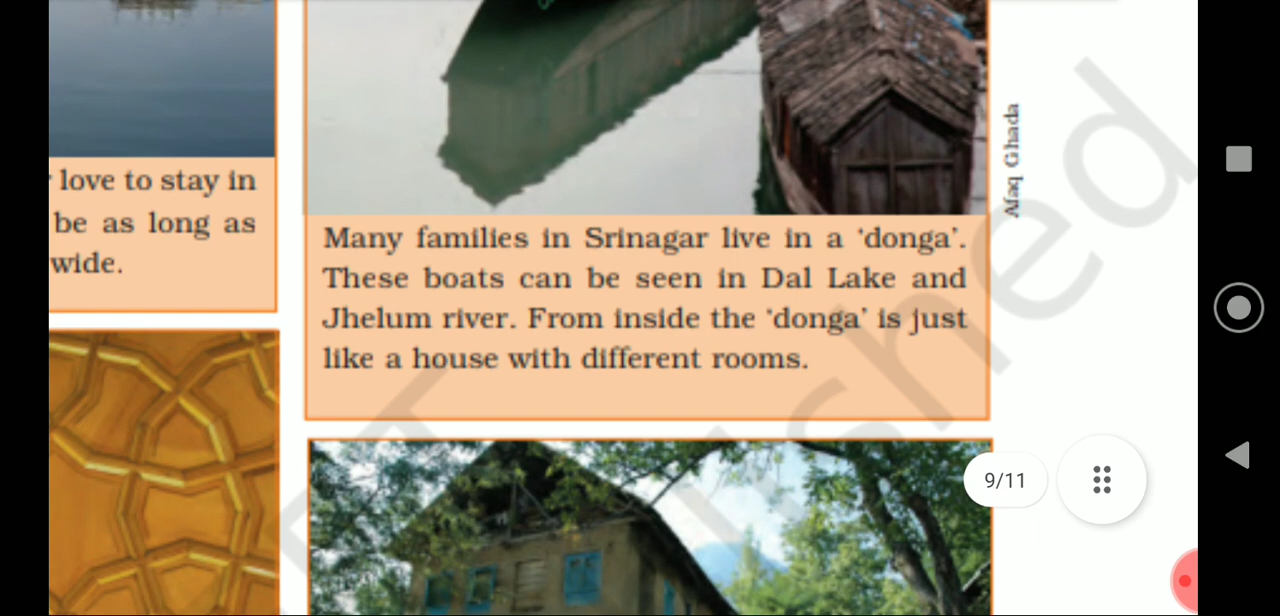 love to stay in
be as long as
wide.
Many families in Srinagar live in a 'donga'.
These boats can be seen in Dal Lake and
Jhelum river. From inside the 'donga' is just
like a house with different rooms.
Afaq Ghada
9/11